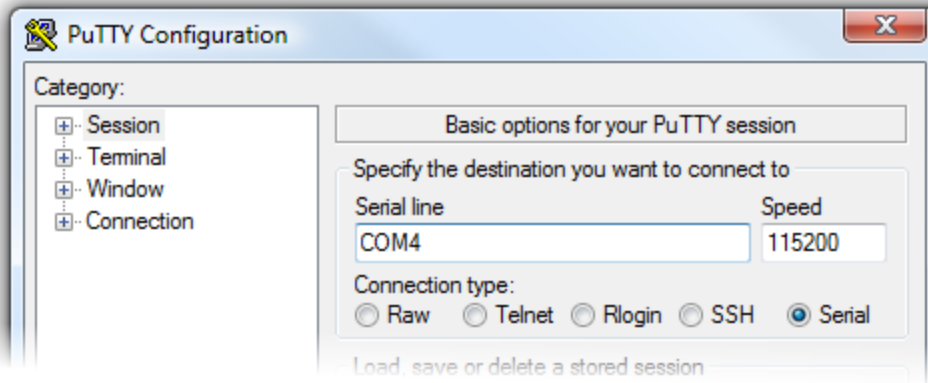 PuTTY Configuration
Category:
Session
Terminal
Window
Connection
Basic options for your PuTTY session
Specify the destination you want to connect to
Serial line Speed
COM4 115200
Connection type:
Raw Telnet Rlogin SSH Serial
Load, save or delete a stored session